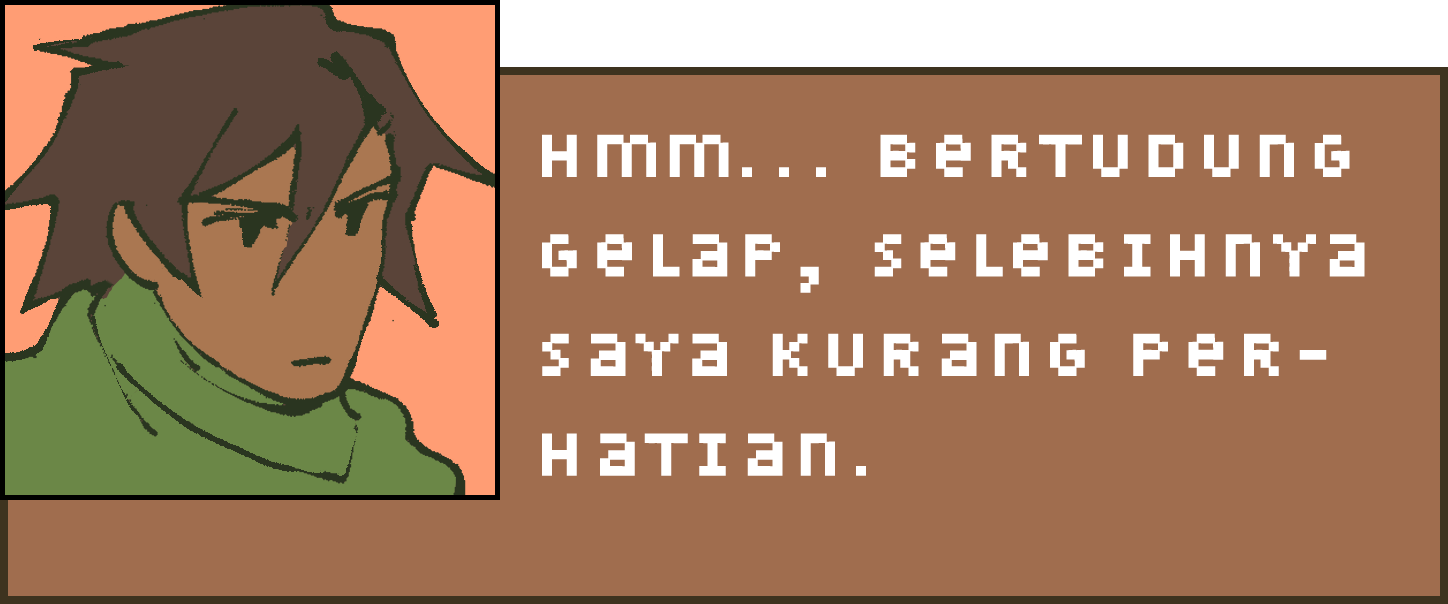 Hmm... Bertudung
gelap, selebihnya
saya kurang per-
hatian.